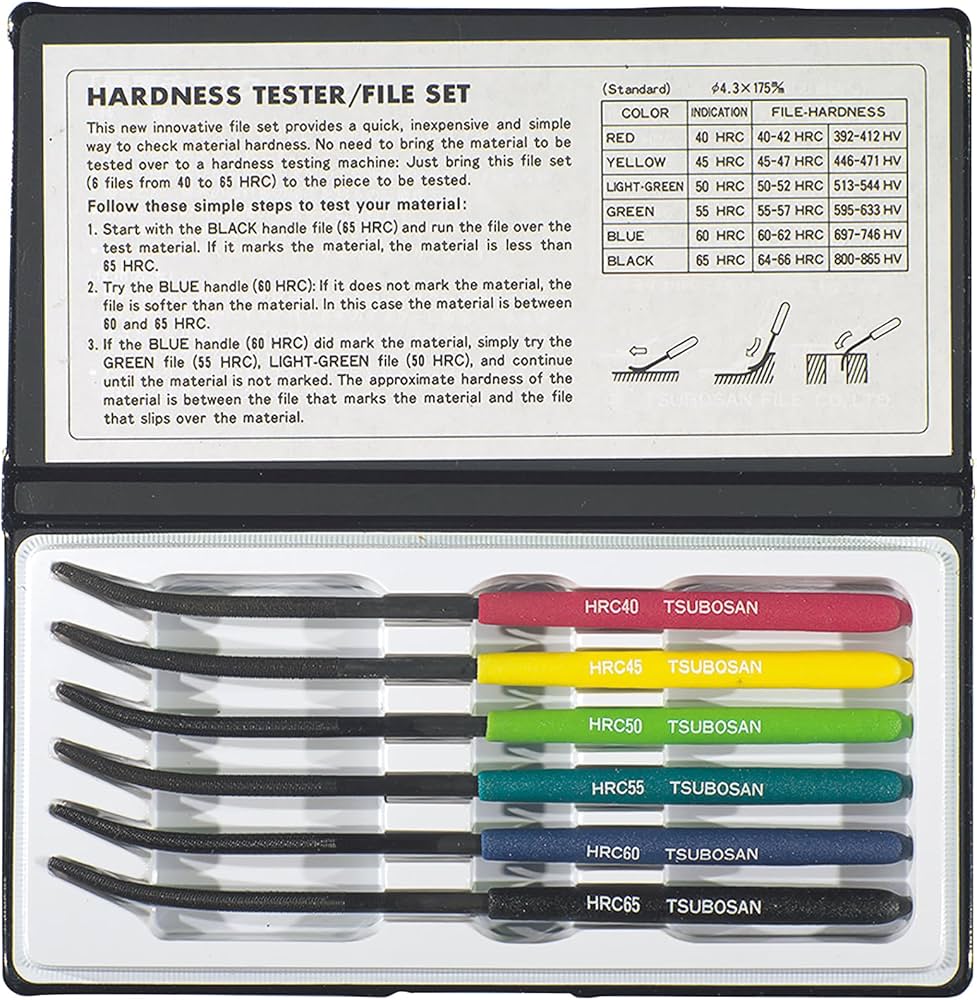 HARDNESS TESTER/FILE SET
This new innovative file set provides a quick, inexpensive and simple
way to check material hardness. No need to bring the material to be
tested over to a hardness testing machine: Just bring this file set
(6 files from 40 to 65 HRC) to the piece to be tested.
Follow these simple steps to test your material:
1. Start with the BLACK handle file (65 HRC) and run the file over the
test material. If it marks the material, the material is less than
65 HRC.
2. Try the BLUE handle (60 HRC): If it does not mark the material, the
file is softer than the material. In this case the material is between
60 and 65 HRC.
3. If the BLUE handle (60 HRC) did mark the material, simply try the
GREEN file (55 HRC), LIGHT-GREEN file (50 HRC), and continue
until the material is not marked. The approximate hardness of the
material is between the file that marks the material and the file
that slips over the material.
(Standard) φ4.3×175㎜
COLOR INDICATION FILE-HARDNESS
RED 40 HRC 40-42 HRC 392-412 HV
YELLOW 45 HRC 45-47 HRC 446-471 HV
LIGHT-GREEN 50 HRC 50-52 HRC 513-544 HV
GREEN 55 HRC 55-57 HRC 595-633 HV
BLUE 60 HRC 60-62 HRC 697-746 HV
BLACK 65 HRC 64-66 HRC 800-865 HV
TSUBOSAN FILE CO., LTD.
HRC40 TSUBOSAN
HRC45 TSUBOSAN
HRC50 TSUBOSAN
HRC55 TSUBOSAN
HRC60 TSUBOSAN
HRC65 TSUBOSAN